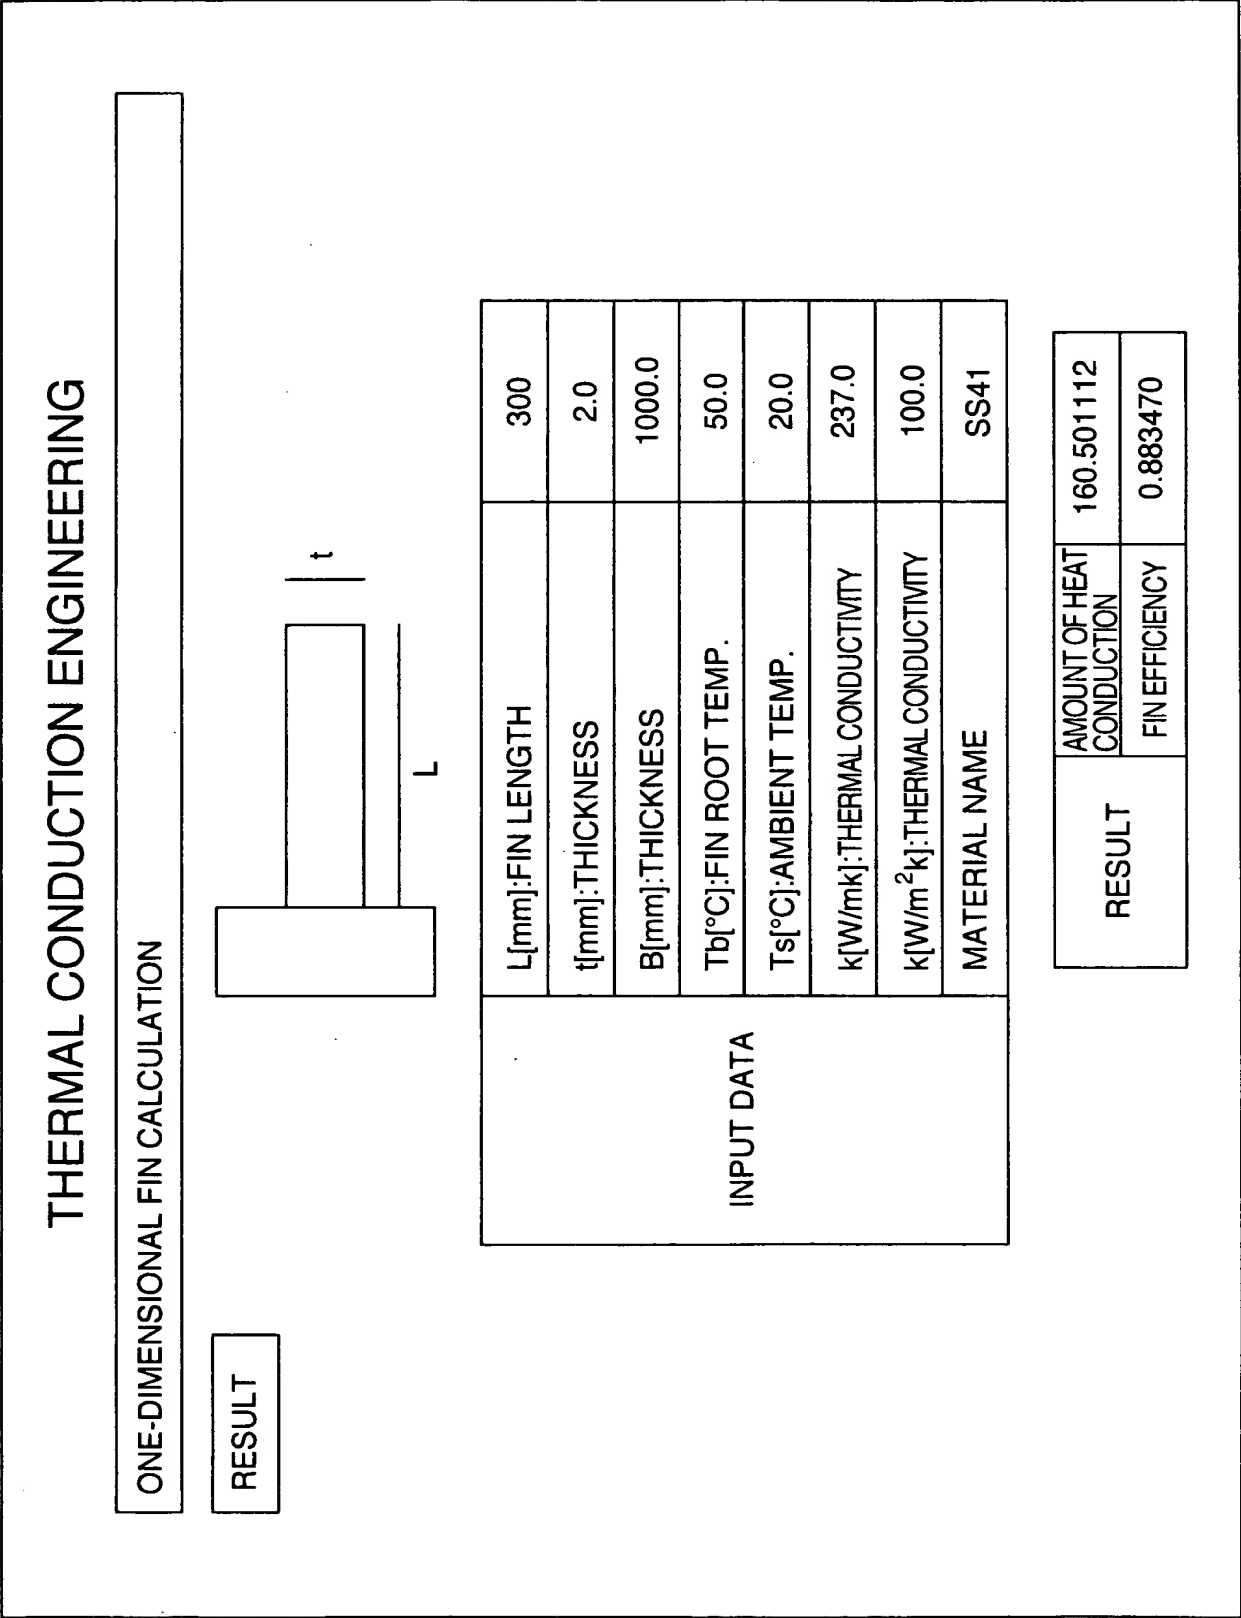 THERMAL CONDUCTION ENGINEERING
ONE-DIMENSIONAL FIN CALCULATION
RESULT
t
L
INPUT DATA
L[mm]:FIN LENGTH 300
t[mm]:THICKNESS 2.0
B[mm]:THICKNESS 1000.0
Tb[°C]:FIN ROOT TEMP. 50.0
Ts[°C]:AMBIENT TEMP. 20.0
k[W/mk]:THERMAL CONDUCTIVITY 237.0
k[W/m²k]:THERMAL CONDUCTIVITY 100.0
MATERIAL NAME SS41
RESULT
AMOUNT OF HEAT
CONDUCTION 160.501112
FIN EFFICIENCY 0.883470